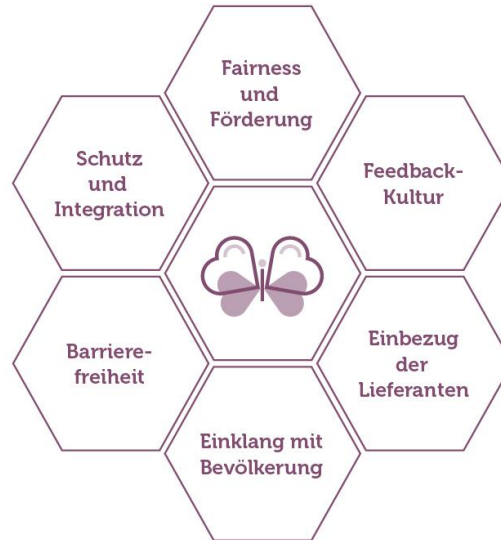 Fairness
und
Förderung
Schutz
und
Integration
Feedback-
Kultur
Barriere-
freiheit
Einbezug
der
Lieferanten
Einklang mit
Bevölkerung